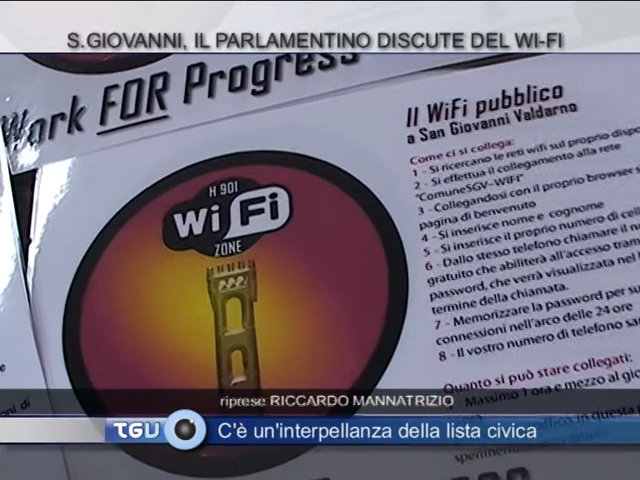 S.GIOVANNI, IL PARLAMENTINO DISCUTE DEL WI-FI
Work FOR Progress
H 901
Wi Fi
ZONE
Il WiFi pubblico
a San Giovanni Valdarno
Come ci si collega:
1 - Si ricercano le reti wifi sul proprio dispo
2 - Si effettua il collegamento alla rete
"ComuneSGV-WIFI"
3 - Collegandosi con il proprio browser s
pagina di benvenuto
4 - Si inserisce nome e cognome
5 - Si inserisce il proprio numero di ce
6 - Dallo stesso telefono chiamare il n
gratuito che abiliterà all'accesso tram
password, che verrà visualizzata nel
termine della chiamata.
7 - Memorizzare la password per su
connessioni nell'arco delle 24 ore
8 - Il vostro numero di telefono sa
Quanto si può stare collegati:
Massimo 1 ora e mezzo al gio
in questa
riprese RICCARDO MANNATRIZIO
TGV C'è un'interpellanza della lista civica